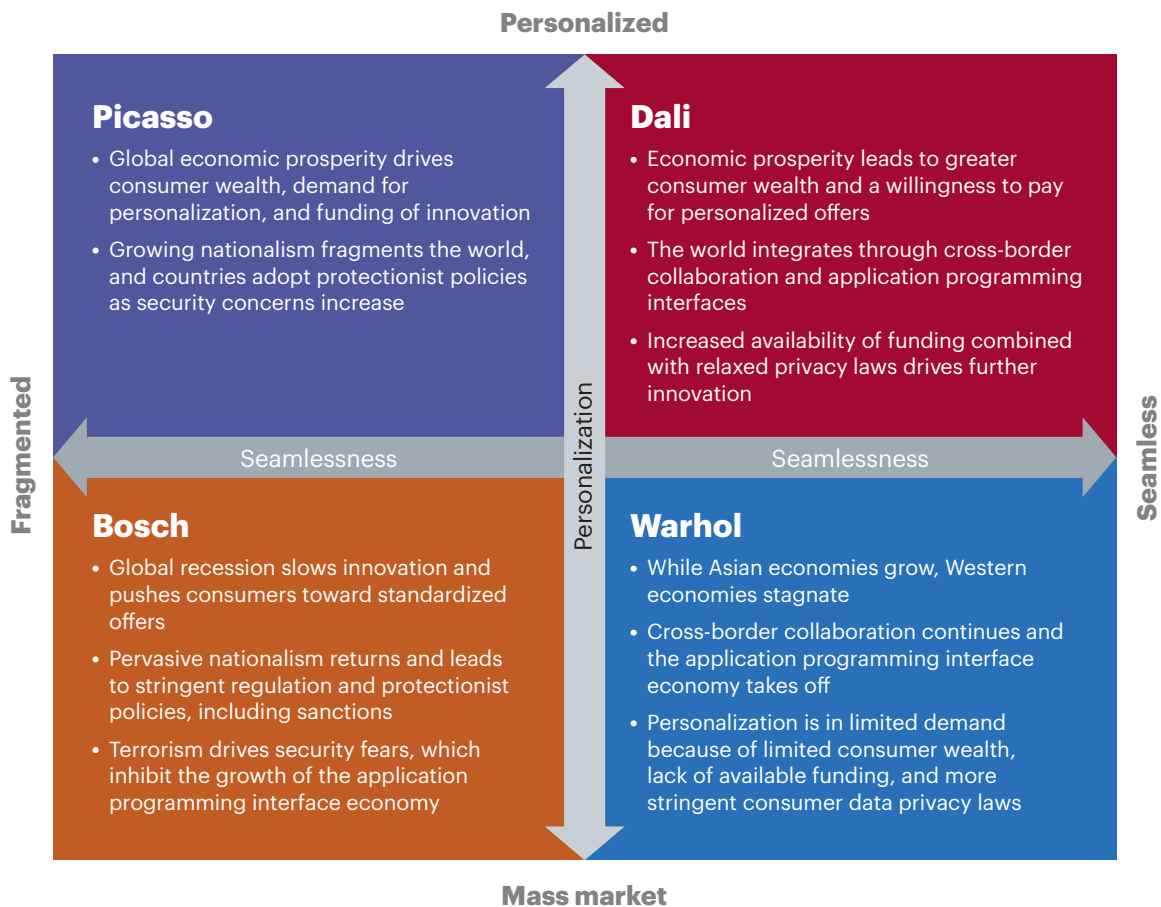 Personalized
Picasso
• Global economic prosperity drives
consumer wealth, demand for
personalization, and funding of innovation
• Growing nationalism fragments the world,
and countries adopt protectionist policies
as security concerns increase
Dali
• Economic prosperity leads to greater
consumer wealth and a willingness to pay
for personalized offers
• The world integrates through cross-border
collaboration and application programming
interfaces
• Increased availability of funding combined
with relaxed privacy laws drives further
innovation
Fragmented
Seamlessness
Personalization
Seamlessness
Seamless
Bosch
• Global recession slows innovation and
pushes consumers toward standardized
offers
• Pervasive nationalism returns and leads
to stringent regulation and protectionist
policies, including sanctions
• Terrorism drives security fears, which
inhibit the growth of the application
programming interface economy
Warhol
• While Asian economies grow, Western
economies stagnate
• Cross-border collaboration continues and
the application programming interface
economy takes off
• Personalization is in limited demand
because of limited consumer wealth,
lack of available funding, and more
stringent consumer data privacy laws
Mass market